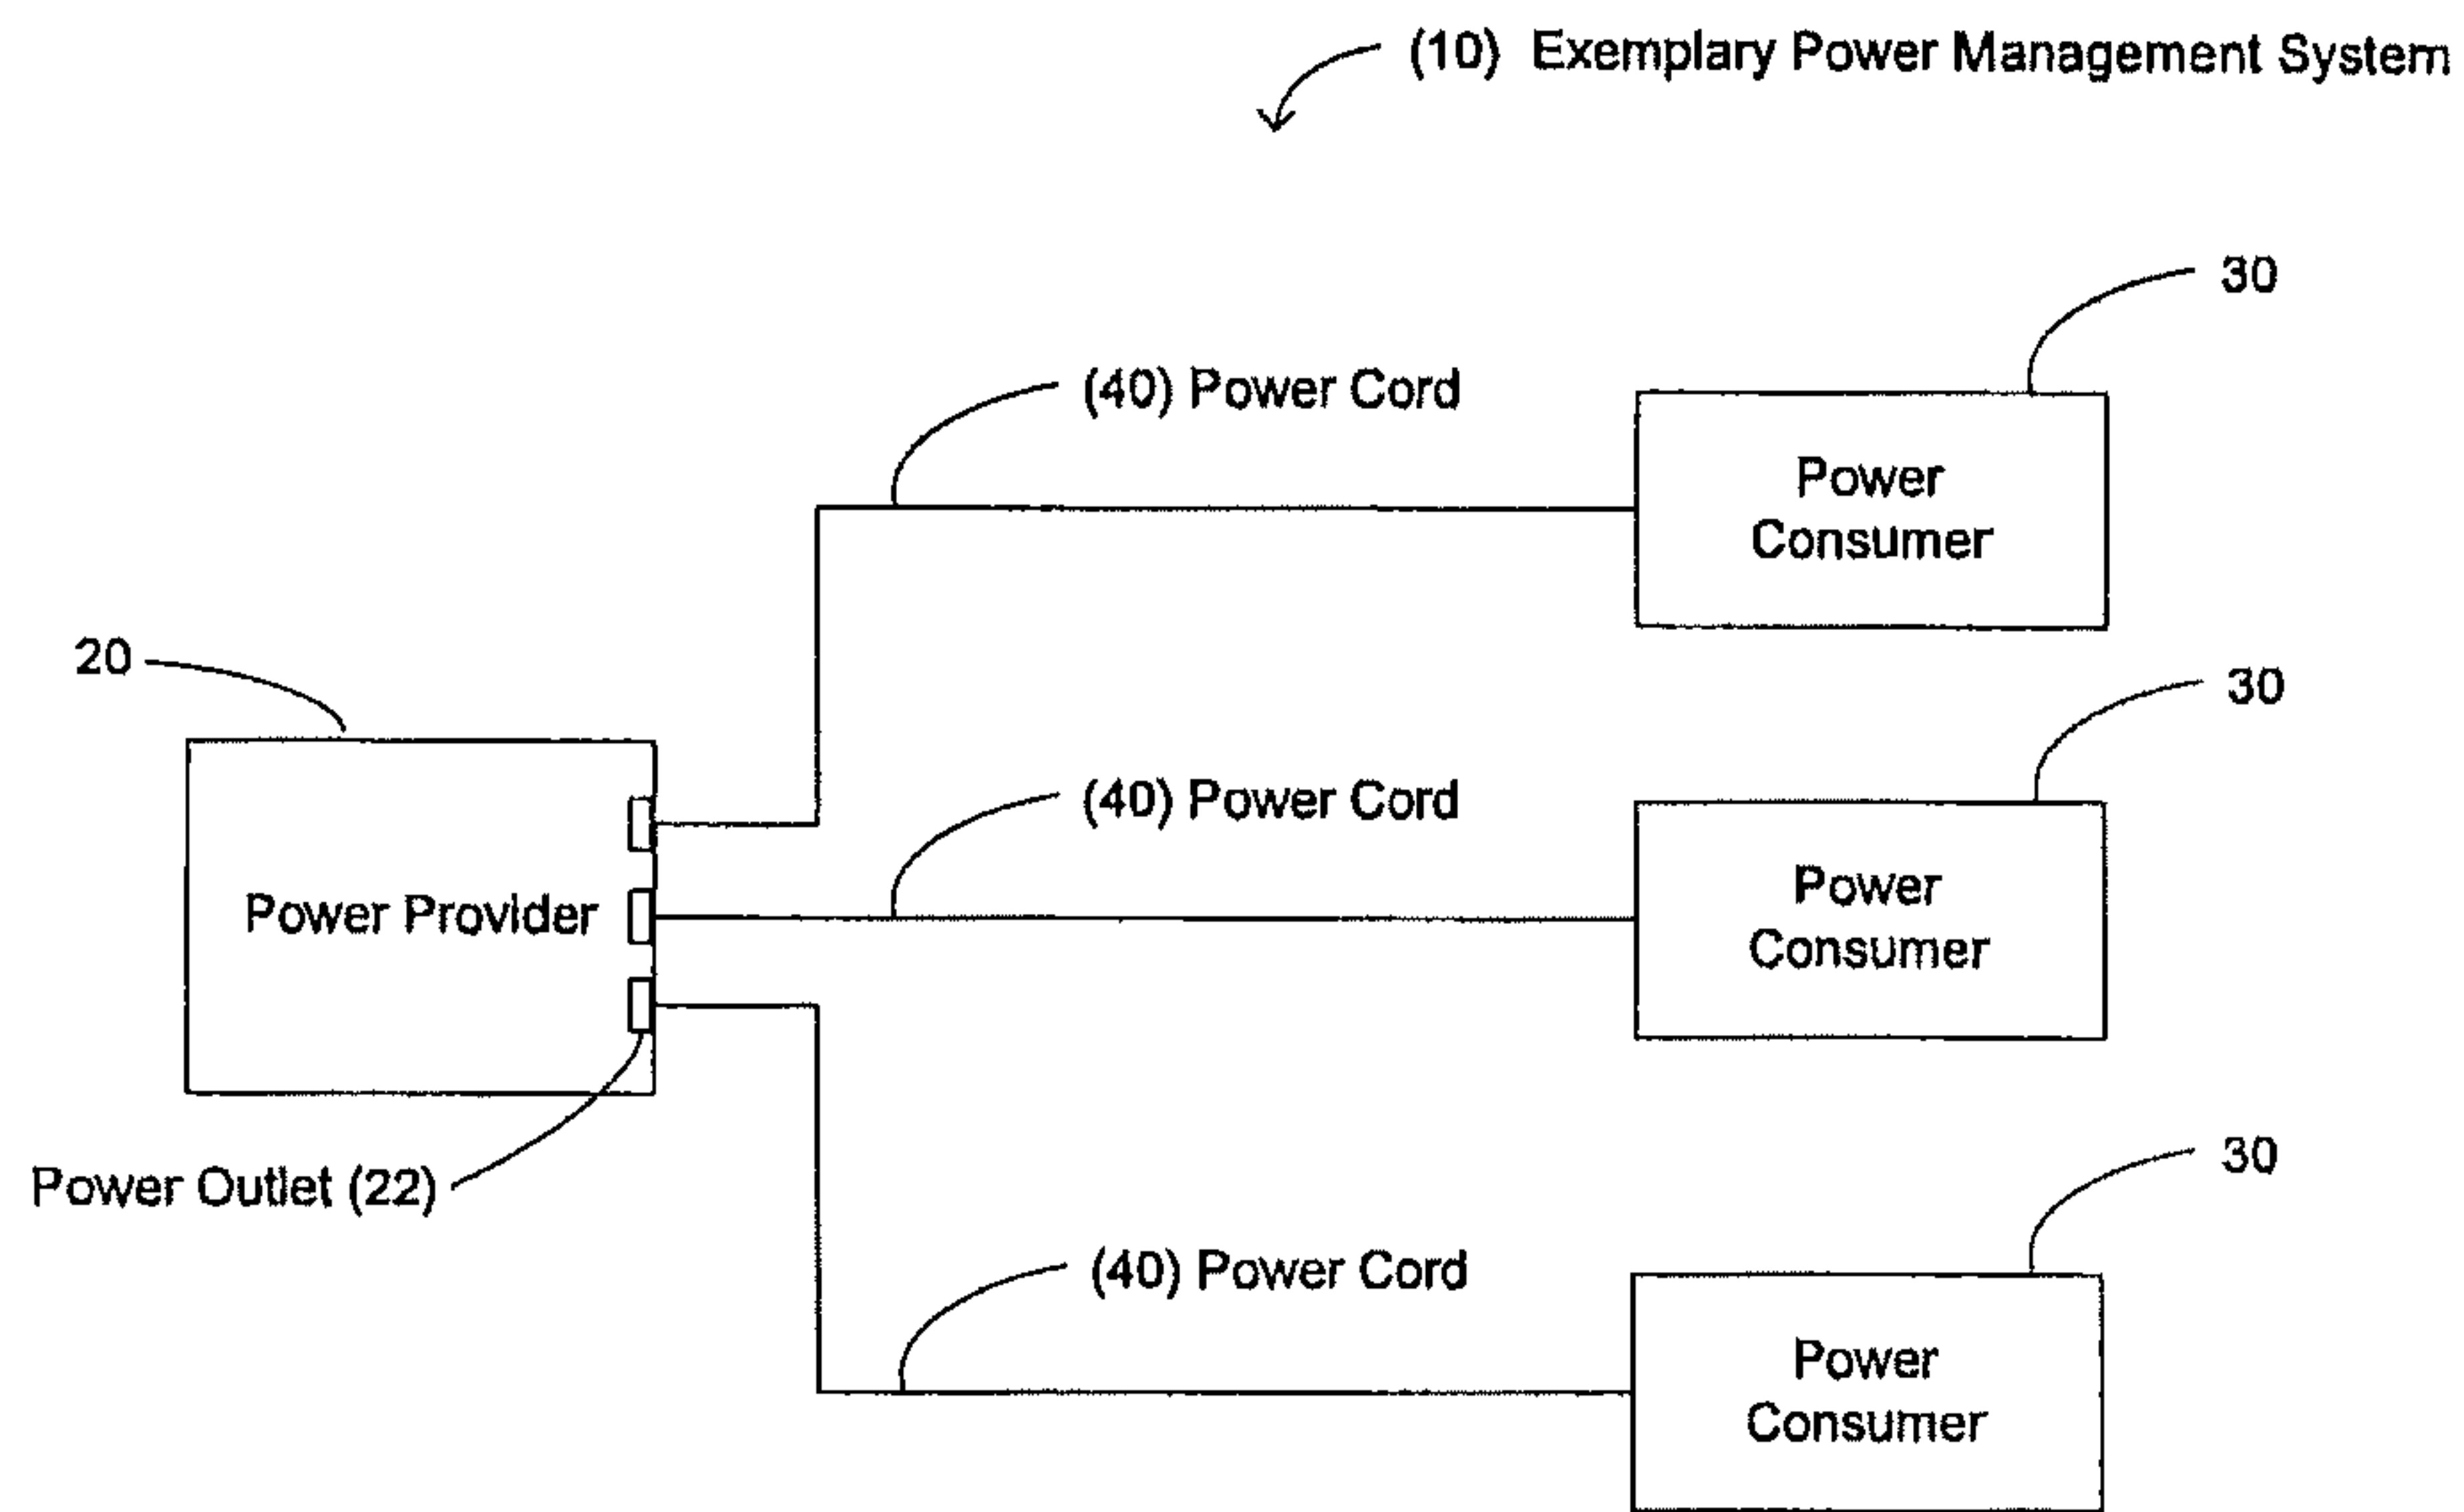 (10) Exemplary Power Management System
30
(40) Power Cord
Power
Consumer
20
30
(40) Power Cord
Power Provider
Power
Consumer
Power Outlet (22)
30
(40) Power Cord
Power
Consumer